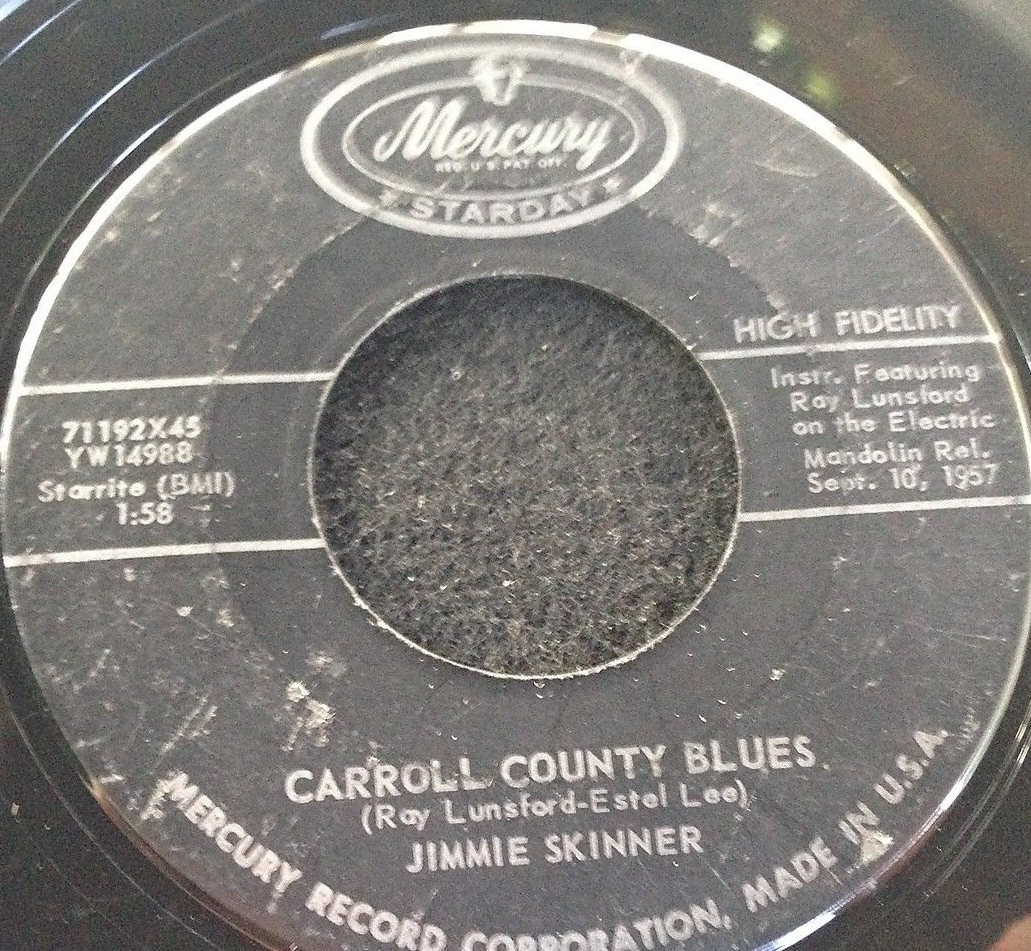 Mercury
REG. U.S. PAT. OFF.
★ STARDAY ★
HIGH FIDELITY
71192X45
YW14988
Starrite (BMI)
1:58
Instr. Featuring
Ray Lunsford
on the Electric
Mandolin Rel.
Sept. 10, 1957
CARROLL COUNTY BLUES
(Ray Lunsford-Estel Lee)
JIMMIE SKINNER
MERCURY RECORD CORPORATION, MADE IN U.S.A.